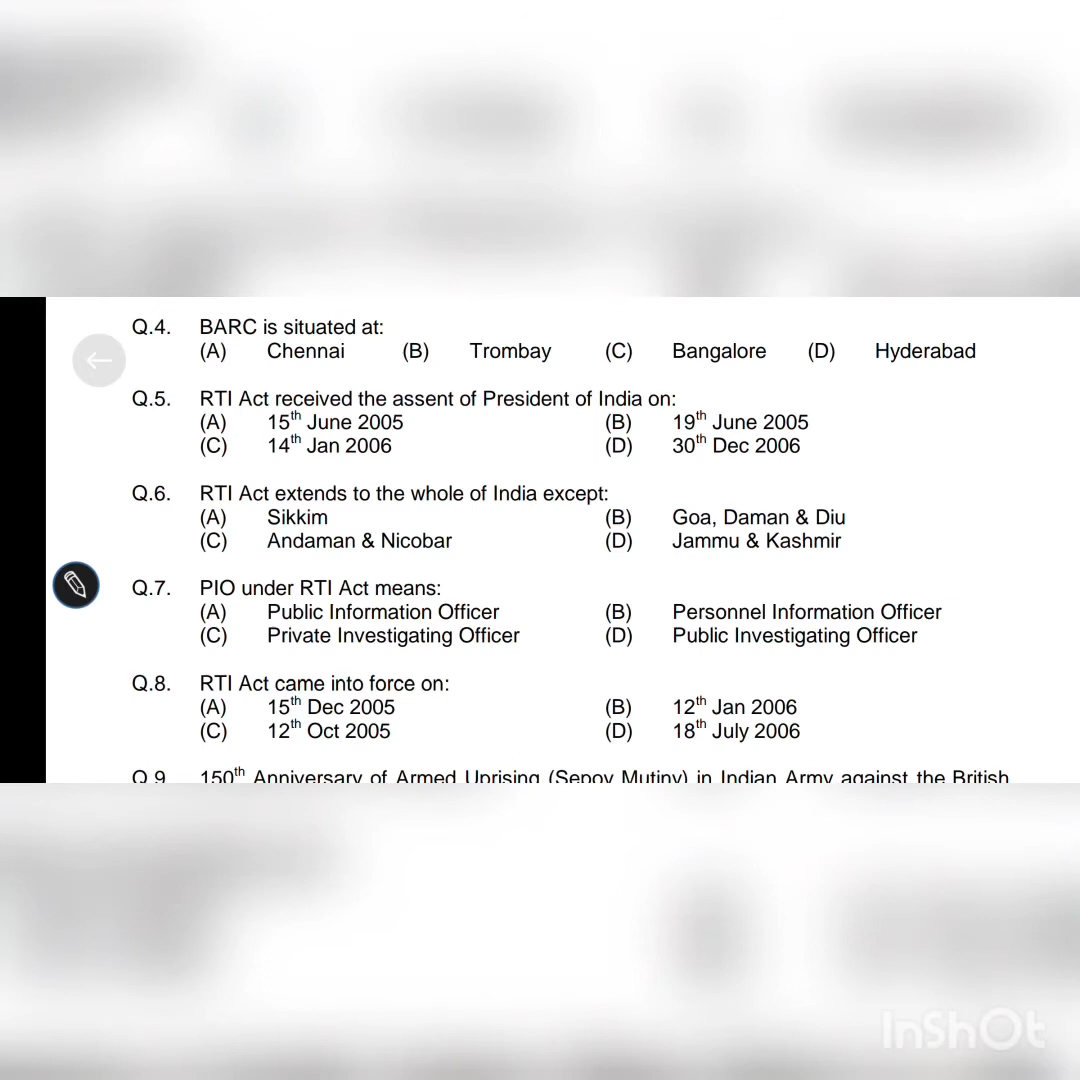 Q.4. BARC is situated at:
(A) Chennai (B) Trombay (C) Bangalore (D) Hyderabad
Q.5. RTI Act received the assent of President of India on:
(A) 15th June 2005 (B) 19th June 2005
(C) 14th Jan 2006 (D) 30th Dec 2006
Q.6. RTI Act extends to the whole of India except:
(A) Sikkim (B) Goa, Daman & Diu
(C) Andaman & Nicobar (D) Jammu & Kashmir
Q.7. PIO under RTI Act means:
(A) Public Information Officer (B) Personnel Information Officer
(C) Private Investigating Officer (D) Public Investigating Officer
Q.8. RTI Act came into force on:
(A) 15th Dec 2005 (B) 12th Jan 2006
(C) 12th Oct 2005 (D) 18th July 2006
Q.9. 150th Anniversary of Armed Uprising (Sepoy Mutiny) in Indian Army against the British
InShOt